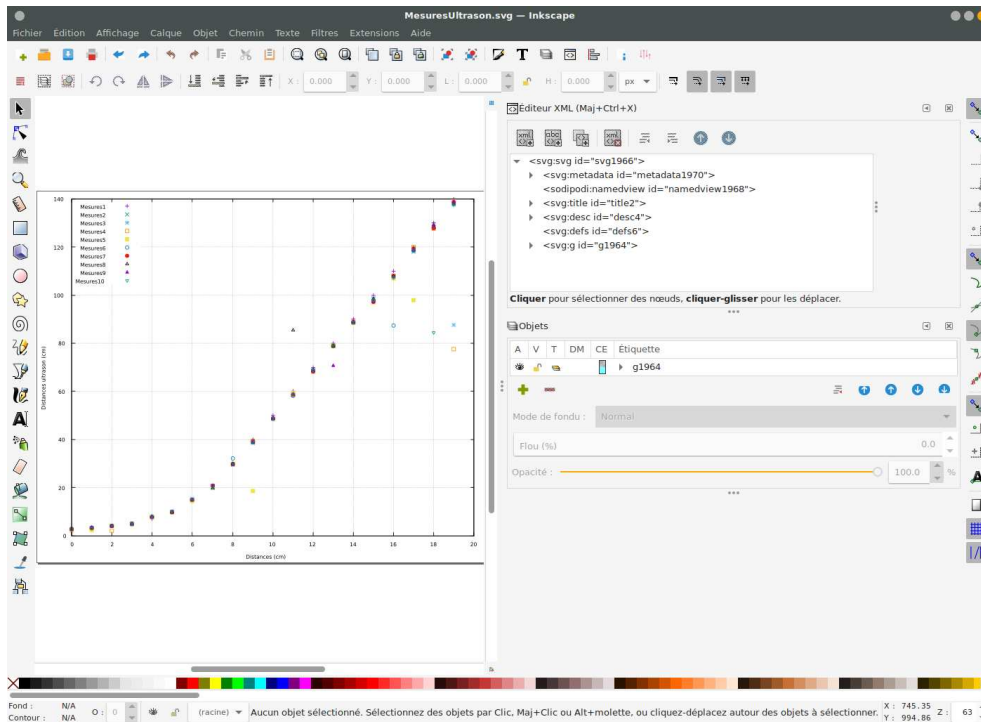 MesuresUltrason.svg — Inkscape
Fichier Édition Affichage Calque Objet Chemin Texte Filtres Extensions Aide
X : 0.000 Y : 0.000 L : 0.000 H : 0.000 px
Éditeur XML (Maj+Ctrl+X)
<svg:svg id="svg1966">
<svg:metadata id="metadata1970">
<sodipodi:namedview id="namedview1968">
<svg:title id="title2">
<svg:desc id="desc4">
<svg:defs id="defs6">
<svg:g id="g1964">
Cliquer pour sélectionner des nœuds, cliquer-glisser pour les déplacer.
Objets
A V T DM CE Étiquette
g1964
Mode de fondu : Normal
Flou (%) 0.0
Opacité : 100.0 %
140
120
100
80
60
40
20
0
Distances ultrason (cm)
Mesures1
Mesures2
Mesures3
Mesures4
Mesures5
Mesures6
Mesures7
Mesures8
Mesures9
Mesures10
0 2 4 6 8 10 12 14 16 18 20
Distances (cm)
Fond : N/A
Contour : N/A
O : 0
(racine)
Aucun objet sélectionné. Sélectionnez des objets par Clic, Maj+Clic ou Alt+molette, ou cliquez-déplacez autour des objets à sélectionner.
X : 745.35
Y : 994.86
Z : 63